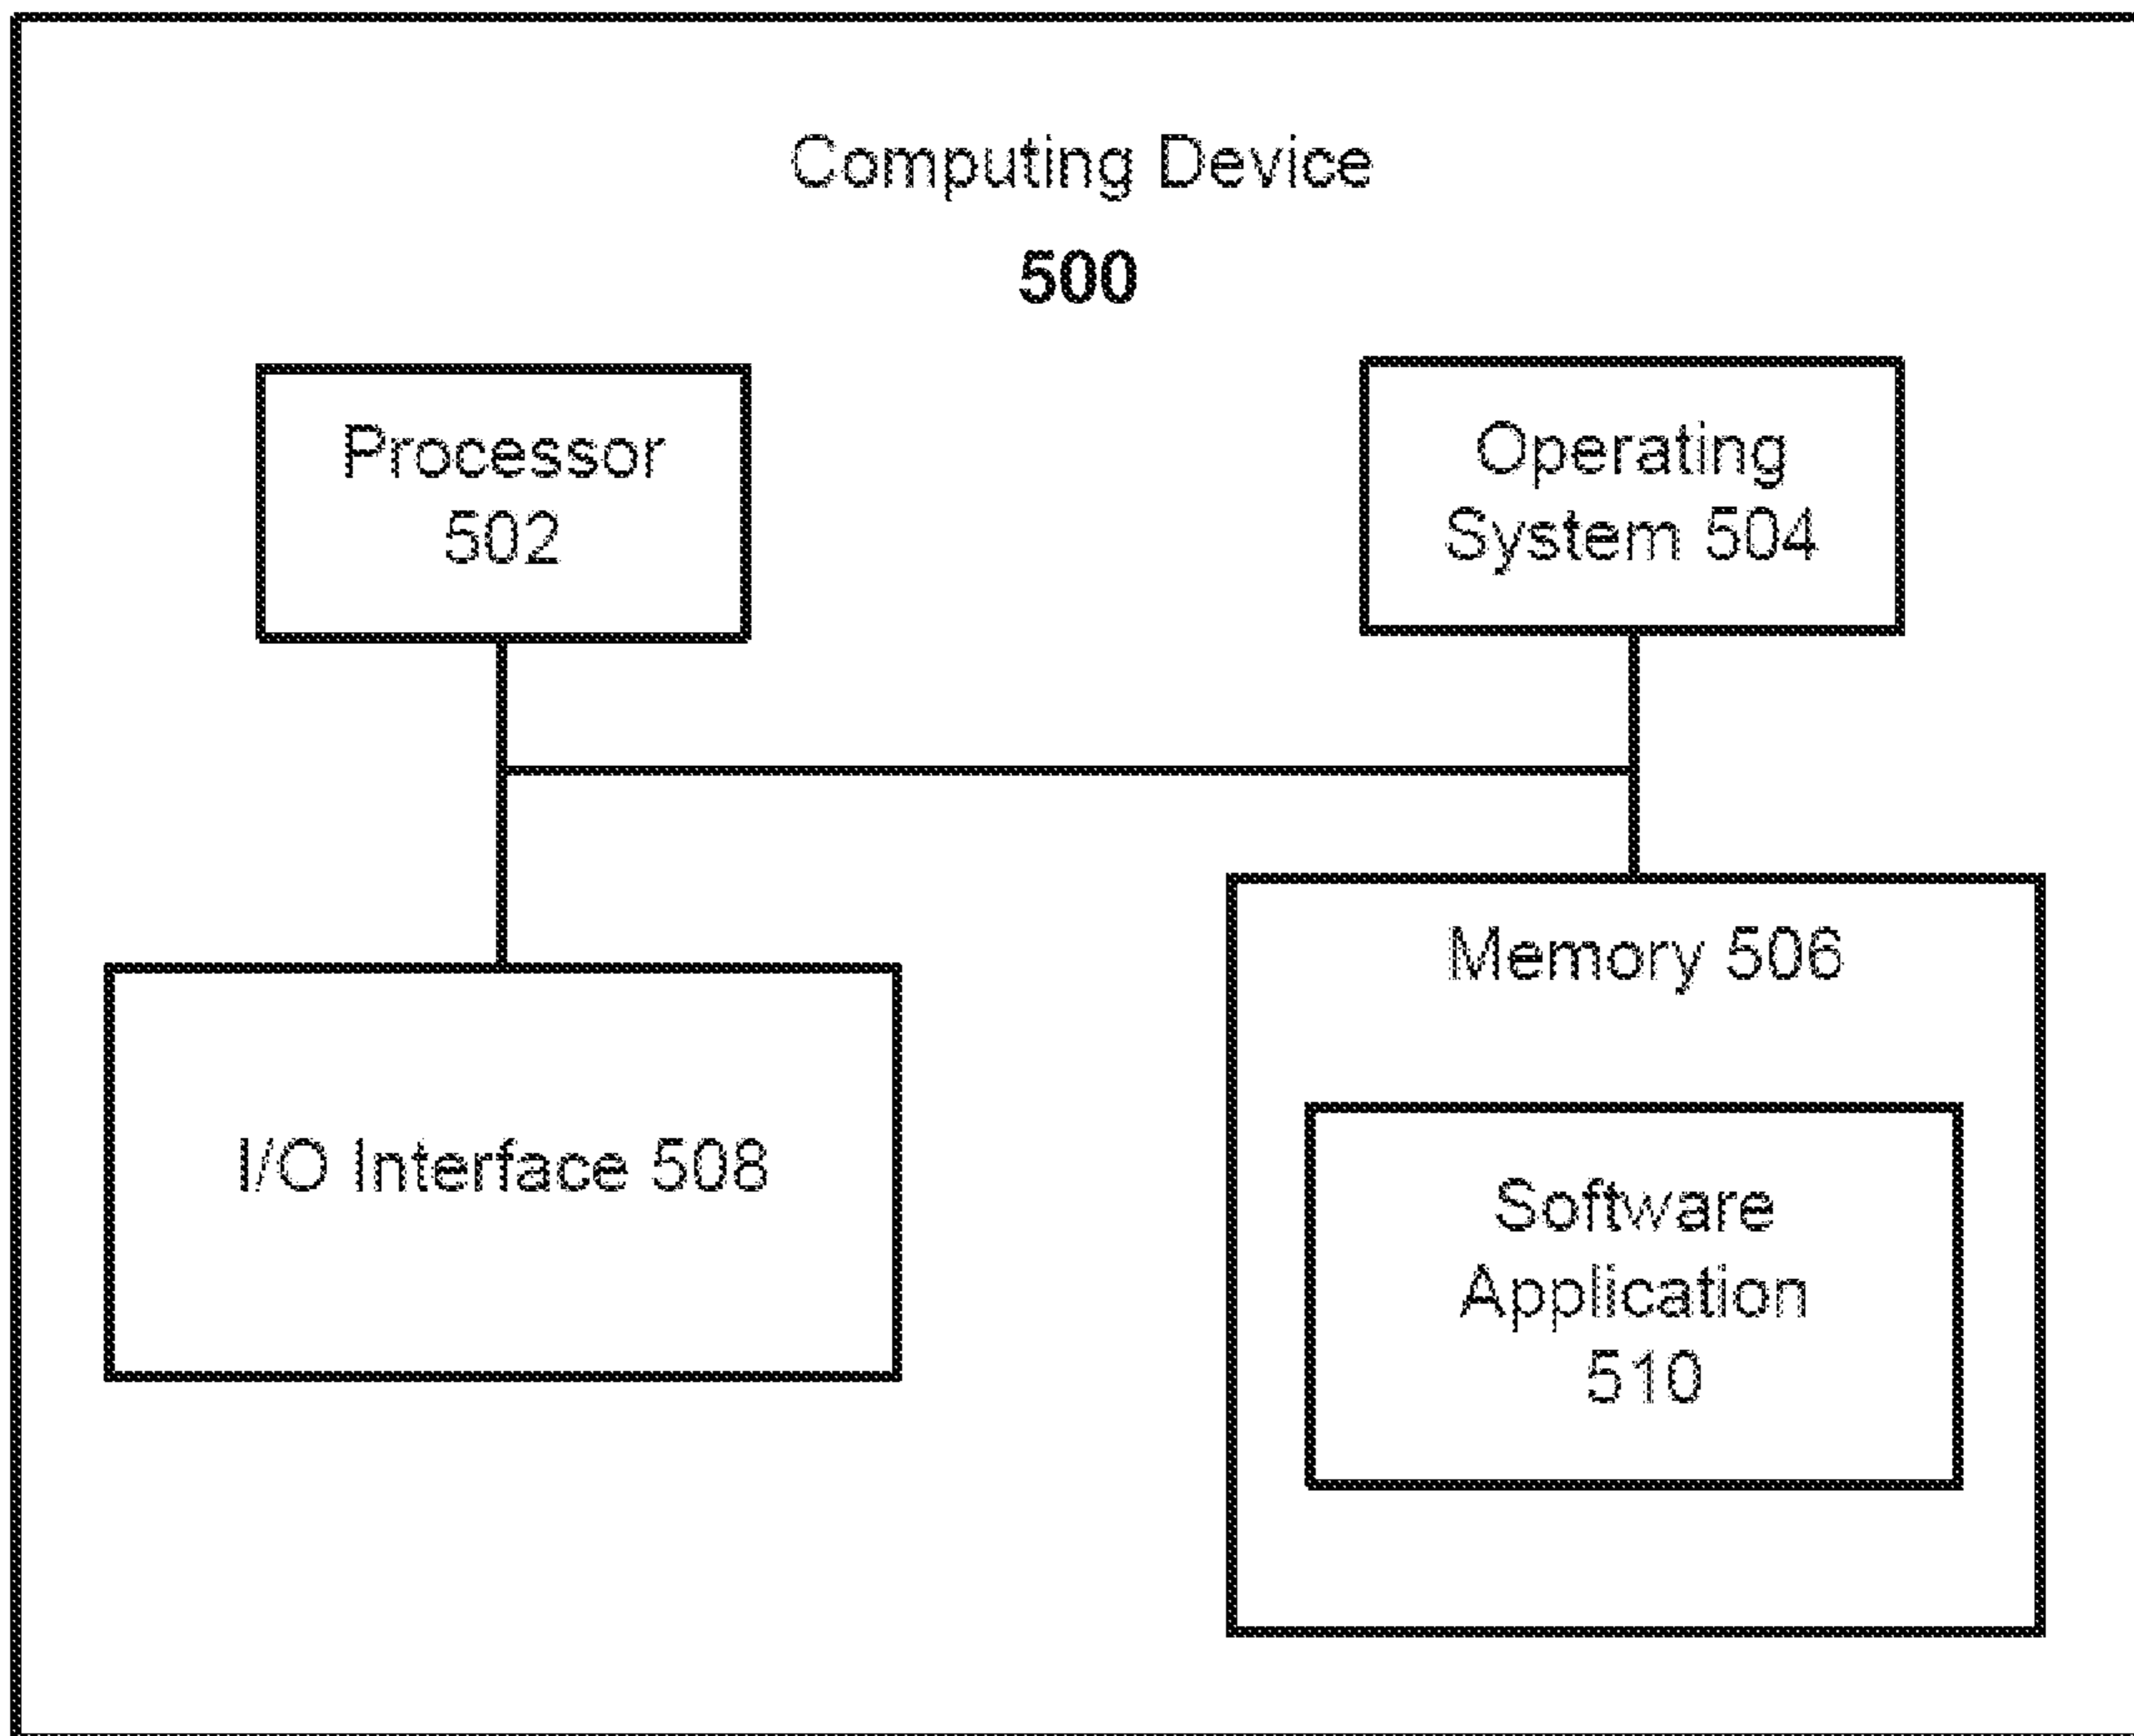 Computing Device
500
Processor
502
Operating
System 504
I/O Interface 508
Memory 506
Software
Application
510